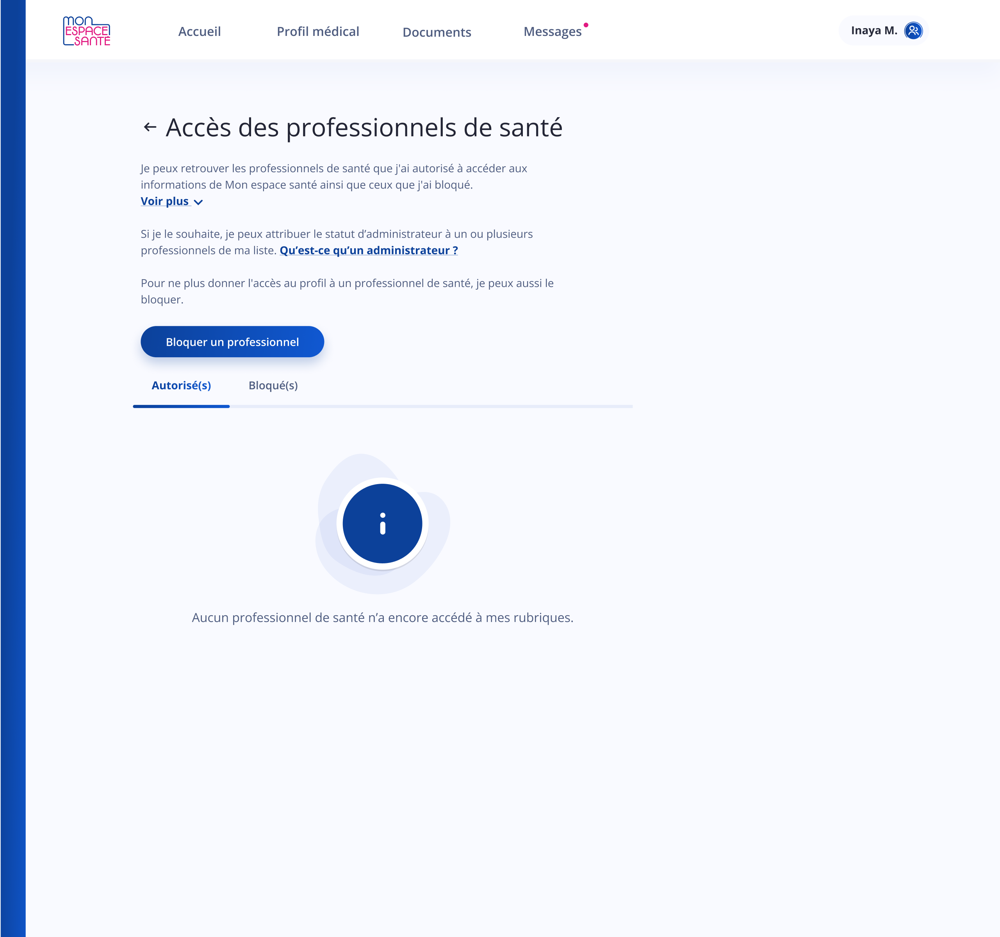 mon
ESPACE
SANTÉ
Accueil
Profil médical
Documents
Messages
Inaya M.
Accès des professionnels de santé
Je peux retrouver les professionnels de santé que j'ai autorisé à accéder aux
informations de Mon espace santé ainsi que ceux que j'ai bloqué.
Voir plus
Si je le souhaite, je peux attribuer le statut d’administrateur à un ou plusieurs
professionnels de ma liste. Qu’est-ce qu’un administrateur ?
Pour ne plus donner l'accès au profil à un professionnel de santé, je peux aussi le
bloquer.
Bloquer un professionnel
Autorisé(s)
Bloqué(s)
Aucun professionnel de santé n’a encore accédé à mes rubriques.